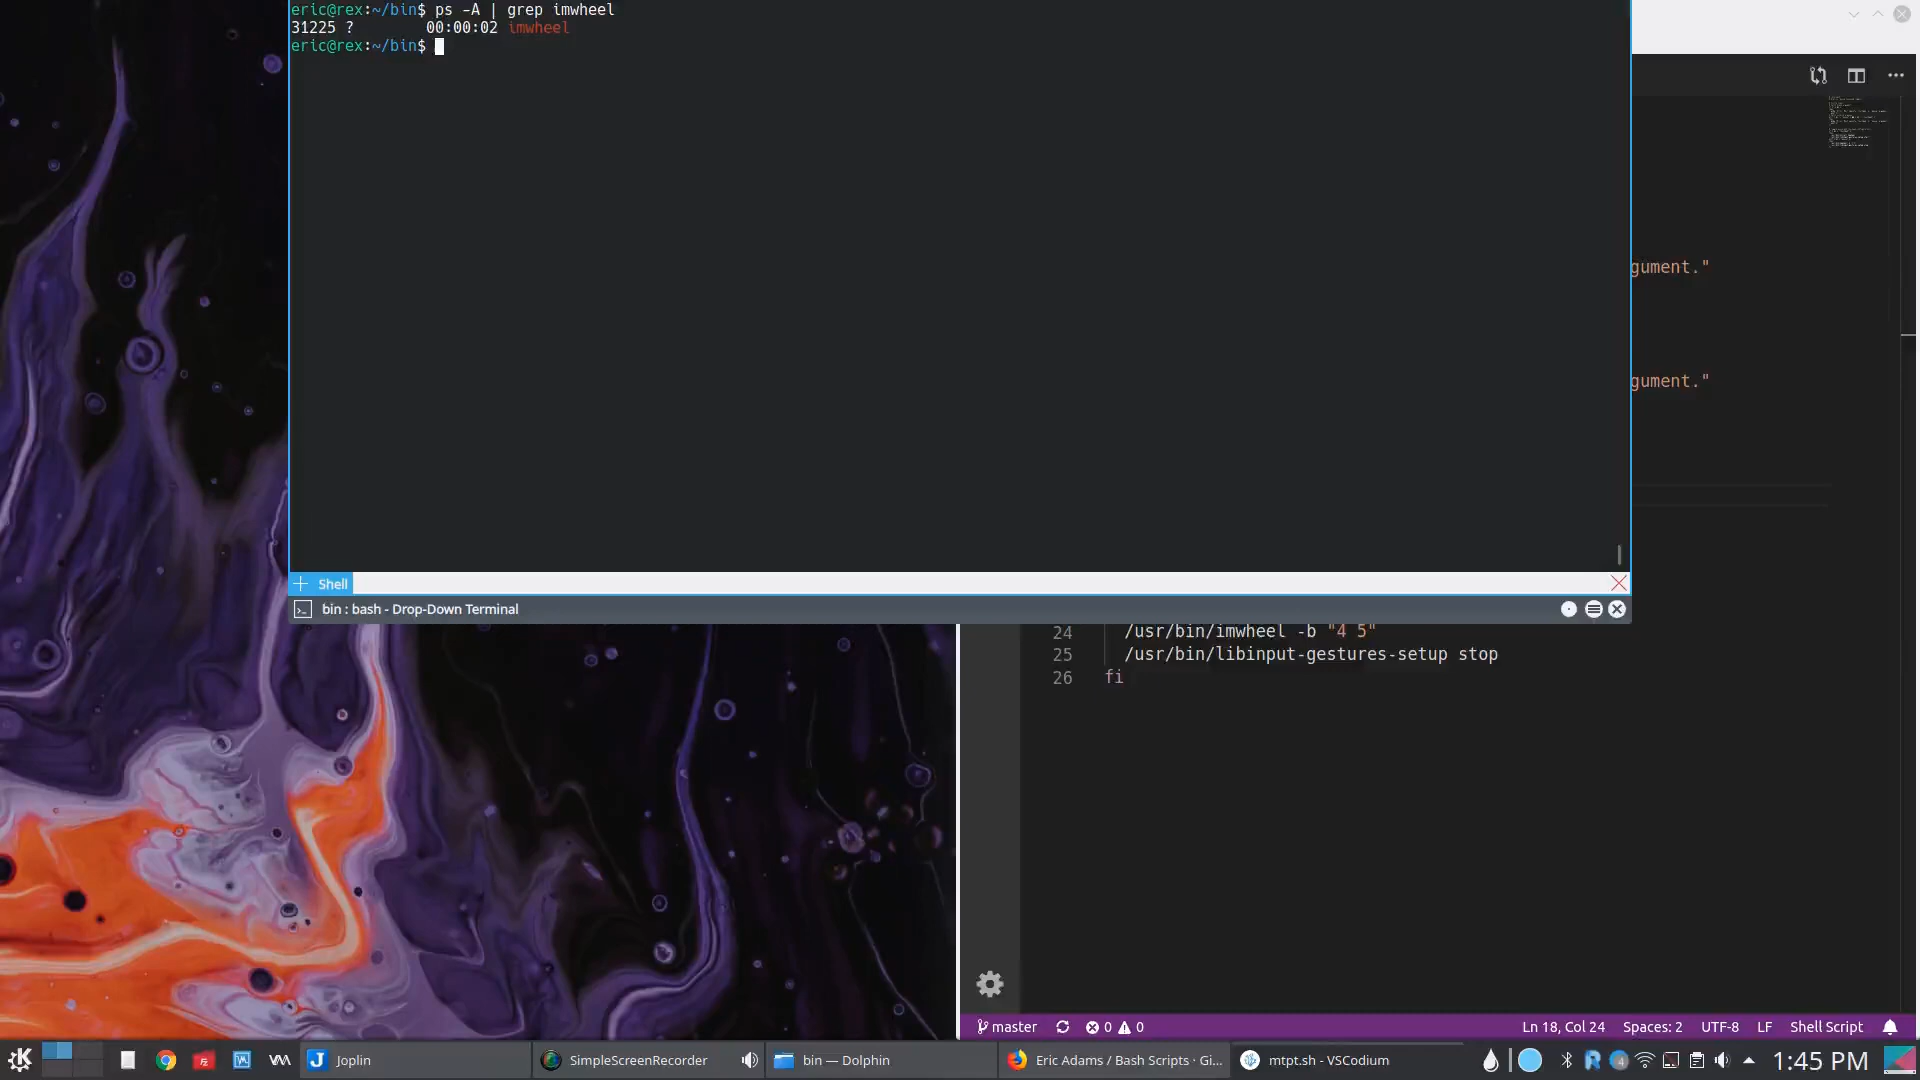 eric@rex:~/bin$ ps -A | grep imwheel
31225 ? 00:00:02 imwheel
eric@rex:~/bin$
gument."
gument."
Shell
bin : bash - Drop-Down Terminal
24 /usr/bin/imwheel -b "4 5"
25 /usr/bin/libinput-gestures-setup stop
26 fi
master 0 0 Ln 18, Col 24 Spaces: 2 UTF-8 LF Shell Script
Joplin SimpleScreenRecorder bin — Dolphin Eric Adams / Bash Scripts · Gi... mtpt.sh - VSCodium 4 1:45 PM